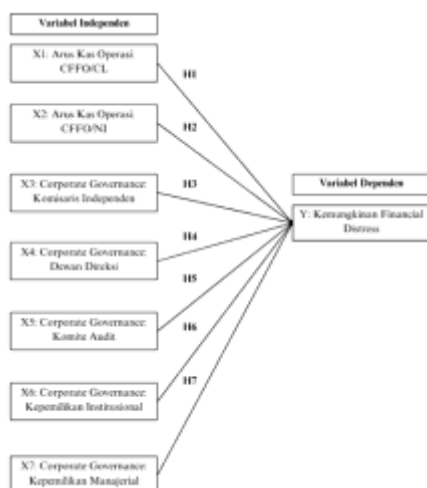 Variabel Independen
X1: Arus Kas Operasi
CFFO/CL
H1
X2: Arus Kas Operasi
CFFO/NI
H2
X3: Corporate Governance:
Komisaris Independen
H3
Variabel Dependen
Y: Kemungkinan Financial
Distress
X4: Corporate Governance:
Dewan Direksi
H4
H5
X5: Corporate Governance:
Komite Audit
H6
X6: Corporate Governance:
Kepemilikan Institusional
H7
X7: Corporate Governance:
Kepemilikan Manajerial